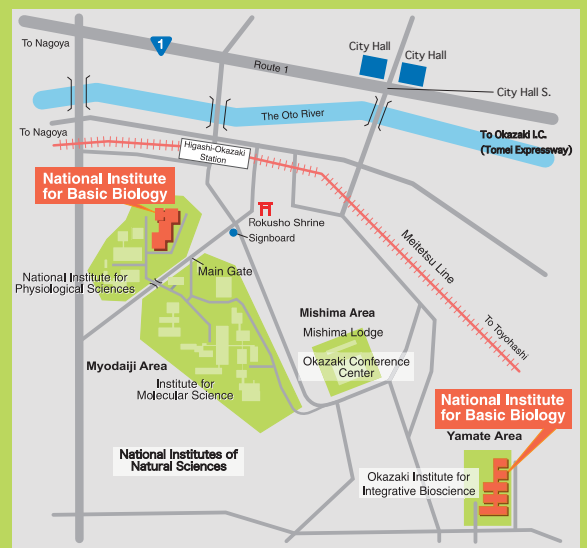 To Nagoya
1
Route 1
City Hall
City Hall
City Hall S.
The Oto River
To Nagoya
To Okazaki I.C.
(Tomei Expressway)
Higashi-Okazaki
Station
National Institute
for Basic Biology
Rokusho Shrine
Signboard
Meitetsu Line
National Institute for
Physiological Sciences
Main Gate
Mishima Area
Mishima Lodge
To Toyohashi
Okazaki Conference
Center
Myodaiji Area
Institute for
Molecular Science
National Institute
for Basic Biology
Yamate Area
National Institutes of
Natural Sciences
Okazaki Institute for
Integrative Bioscience